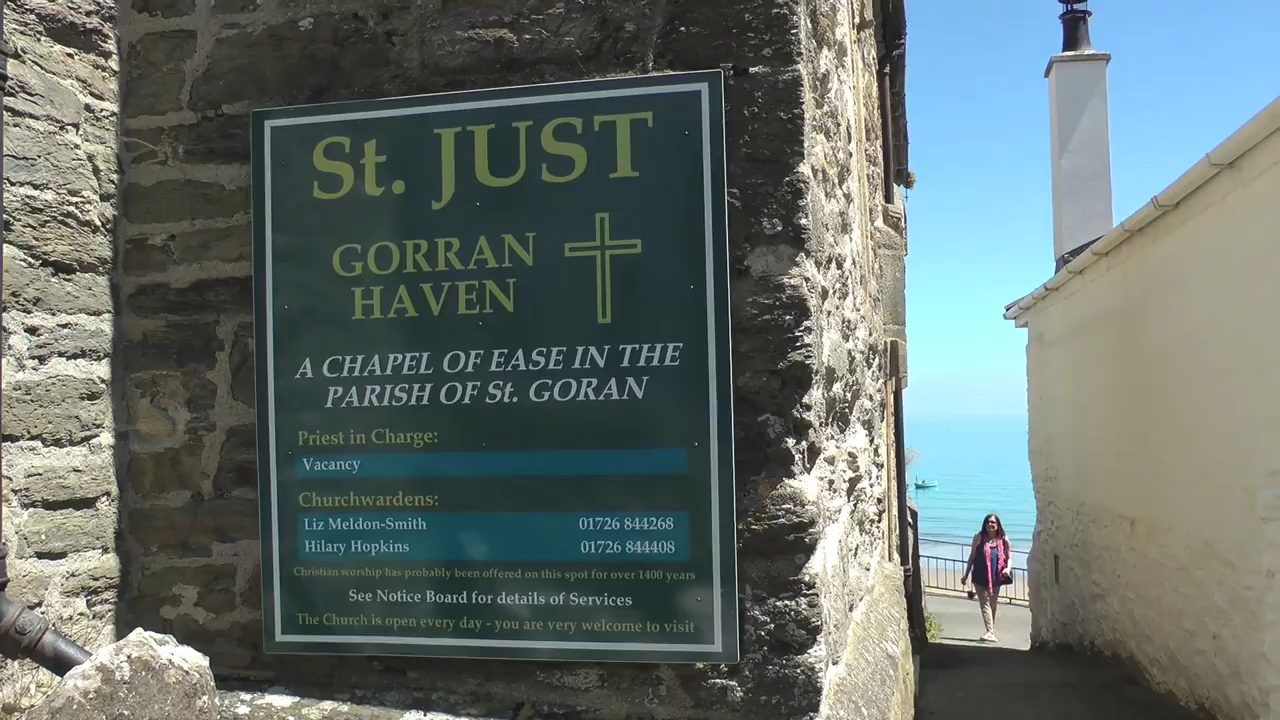 St. JUST
GORRAN
HAVEN
A CHAPEL OF EASE IN THE
PARISH OF St. GORAN
Priest in Charge:
Vacancy
Churchwardens:
Liz Meldon-Smith 01726 844268
Hilary Hopkins 01726 844408
Christian worship has probably been offered on this spot for over 1400 years
See Notice Board for details of Services
The Church is open every day - you are very welcome to visit